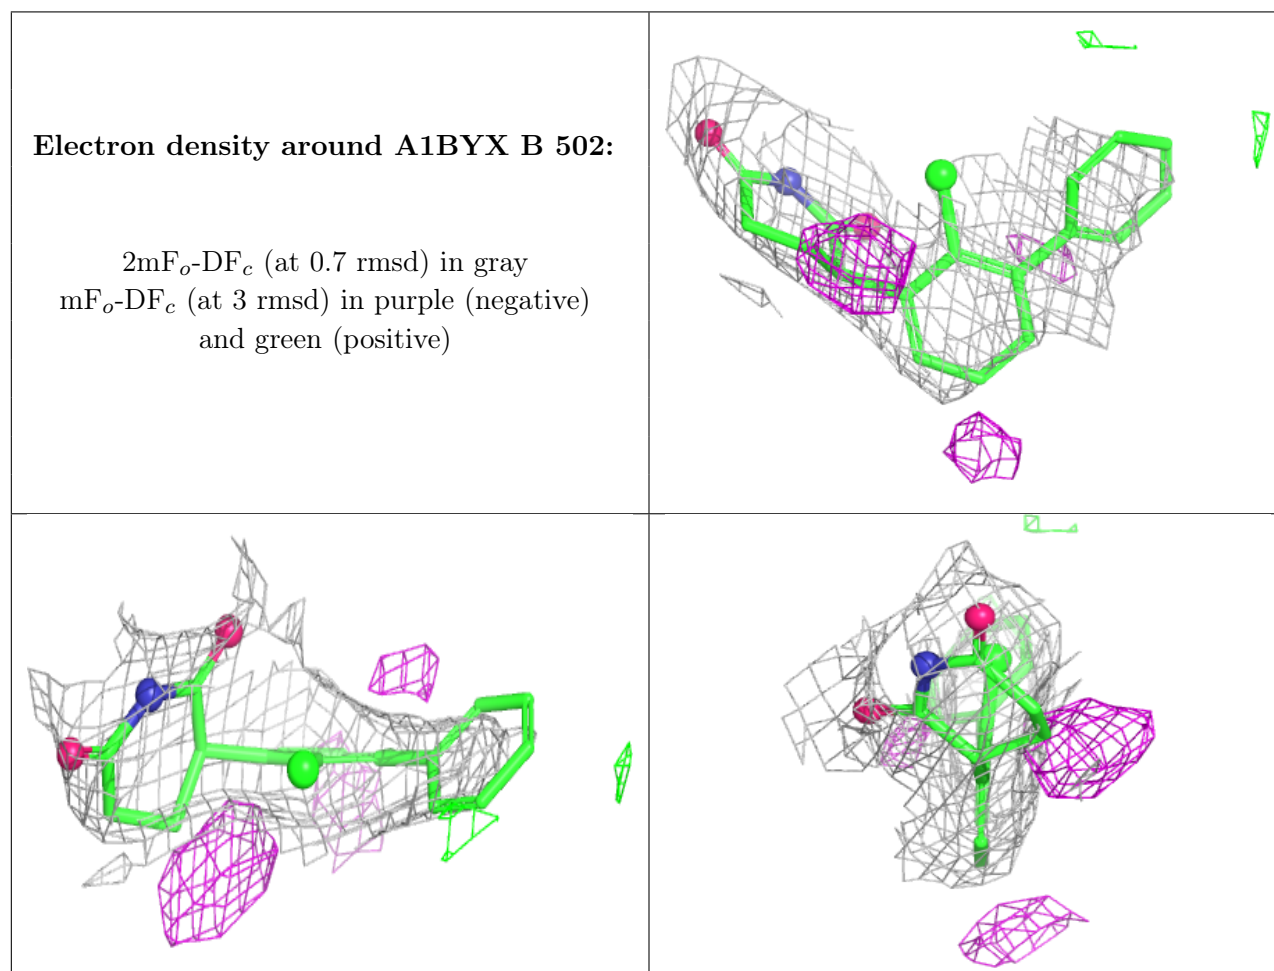 Electron density around A1BYX B 502:
2mFo-DFc (at 0.7 rmsd) in gray
mFo-DFc (at 3 rmsd) in purple (negative)
and green (positive)